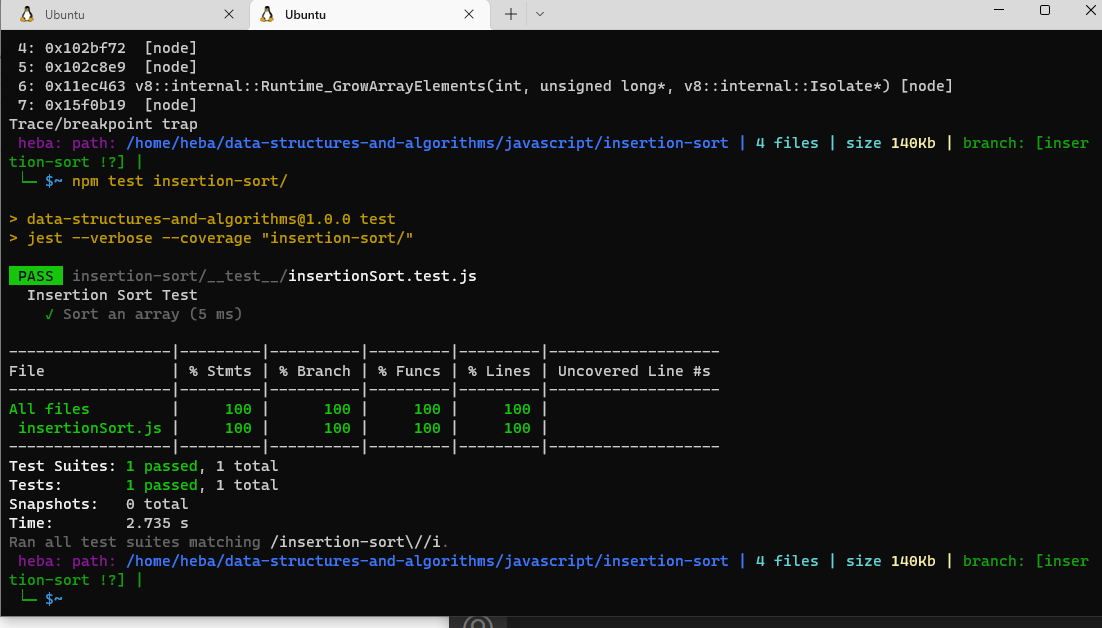 Ubuntu
Ubuntu
4: 0x102bf72  [node]
5: 0x102c8e9  [node]
6: 0x11ec463 v8::internal::Runtime_GrowArrayElements(int, unsigned long*, v8::internal::Isolate*) [node]
7: 0x15f0b19  [node]
Trace/breakpoint trap
heba: path: /home/heba/data-structures-and-algorithms/javascript/insertion-sort | 4 files | size 140Kb | branch: [inser
tion-sort !?] |
└─ $~ npm test insertion-sort/
> data-structures-and-algorithms@1.0.0 test
> jest --verbose --coverage "insertion-sort/"
PASS insertion-sort/__test__/insertionSort.test.js
Insertion Sort Test
✓ Sort an array (5 ms)
------------------|---------|----------|---------|---------|-------------------
File              | % Stmts | % Branch | % Funcs | % Lines | Uncovered Line #s
------------------|---------|----------|---------|---------|-------------------
All files         |     100 |      100 |     100 |     100 |
 insertionSort.js |     100 |      100 |     100 |     100 |
------------------|---------|----------|---------|---------|-------------------
Test Suites: 1 passed, 1 total
Tests:       1 passed, 1 total
Snapshots:   0 total
Time:        2.735 s
Ran all test suites matching /insertion-sort\//i.
heba: path: /home/heba/data-structures-and-algorithms/javascript/insertion-sort | 4 files | size 140Kb | branch: [inser
tion-sort !?] |
└─ $~